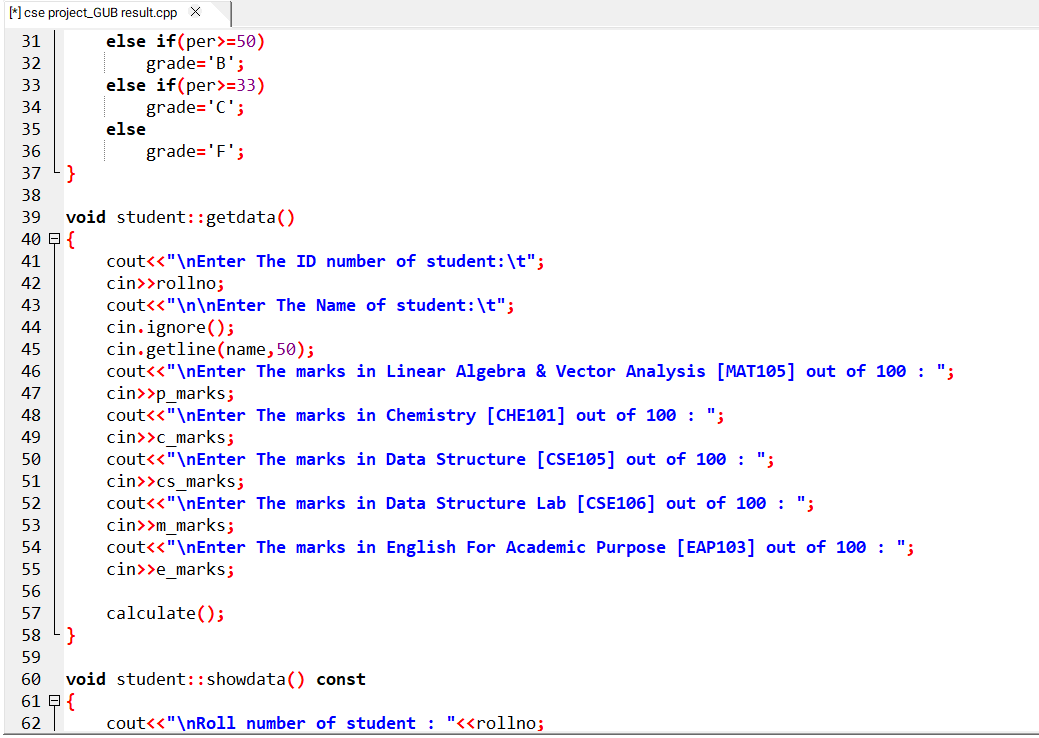 [*] cse project_GUB result.cpp ×
31 else if(per>=50)
32 grade='B';
33 else if(per>=33)
34 grade='C';
35 else
36 grade='F';
37 }
38
39 void student::getdata()
40 {
41 cout<<"\nEnter The ID number of student:\t";
42 cin>>rollno;
43 cout<<"\n\nEnter The Name of student:\t";
44 cin.ignore();
45 cin.getline(name,50);
46 cout<<"\nEnter The marks in Linear Algebra & Vector Analysis [MAT105] out of 100 : ";
47 cin>>p_marks;
48 cout<<"\nEnter The marks in Chemistry [CHE101] out of 100 : ";
49 cin>>c_marks;
50 cout<<"\nEnter The marks in Data Structure [CSE105] out of 100 : ";
51 cin>>cs_marks;
52 cout<<"\nEnter The marks in Data Structure Lab [CSE106] out of 100 : ";
53 cin>>m_marks;
54 cout<<"\nEnter The marks in English For Academic Purpose [EAP103] out of 100 : ";
55 cin>>e_marks;
56
57 calculate();
58 }
59
60 void student::showdata() const
61 {
62 cout<<"\nRoll number of student : "<<rollno;